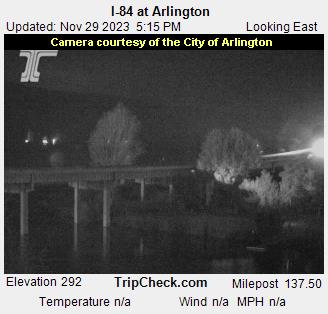 I-84 at Arlington
Updated: Nov 29 2023 5:15 PM Looking East
Camera courtesy of the City of Arlington
Elevation 292 TripCheck.com Milepost 137.50
Temperature n/a Wind n/a MPH n/a